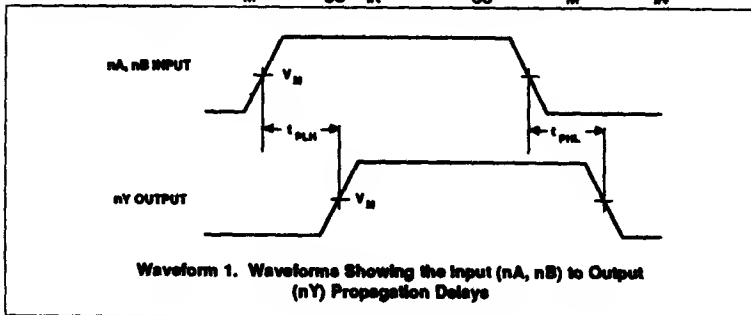 nA, nB INPUT
V M
t PLH
t PHL
nY OUTPUT
V M
Waveform 1. Waveforms Showing the Input (nA, nB) to Output
(nY) Propagation Delays